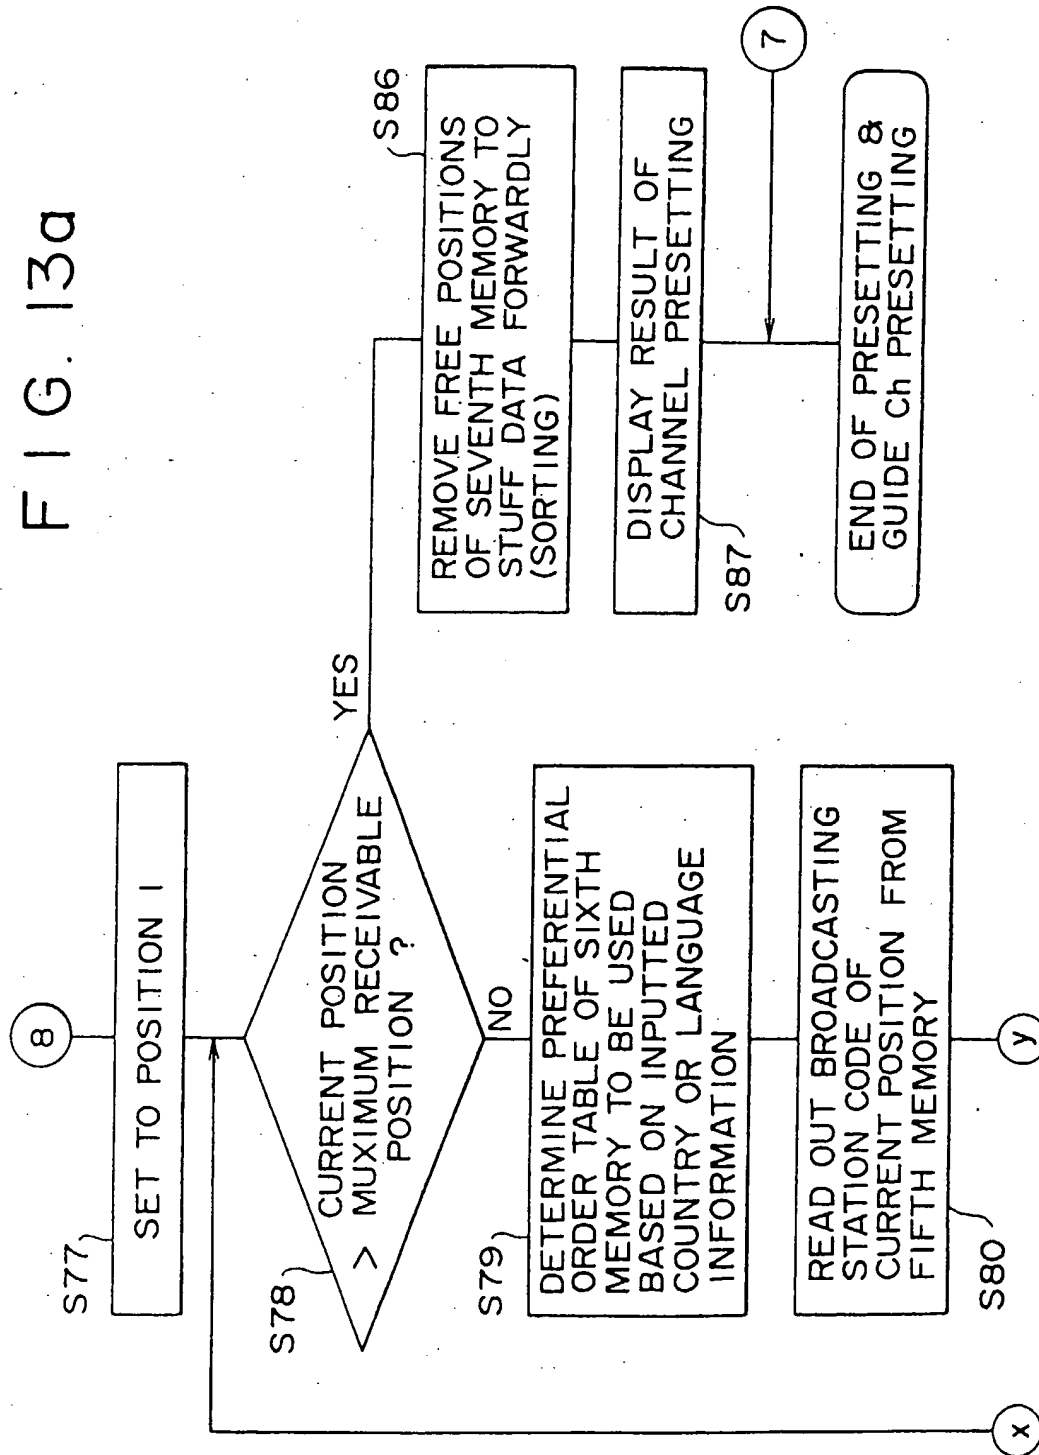 FIG. 13a
8
S77
SET TO POSITION 1
S78
CURRENT POSITION
> MUXIMUM RECEIVABLE
POSITION ?
YES
NO
S79
DETERMINE PREFERENTIAL
ORDER TABLE OF SIXTH
MEMORY TO BE USED
BASED ON INPUTTED
COUNTRY OR LANGUAGE
INFORMATION
READ OUT BROADCASTING
STATION CODE OF
CURRENT POSITION FROM
FIFTH MEMORY
S80
x
y
S86
REMOVE FREE POSITIONS
OF SEVENTH MEMORY TO
STUFF DATA FORWARDLY
(SORTING)
DISPLAY RESULT OF
CHANNEL PRESETTING
S87
7
END OF PRESETTING &
GUIDE Ch PRESETTING